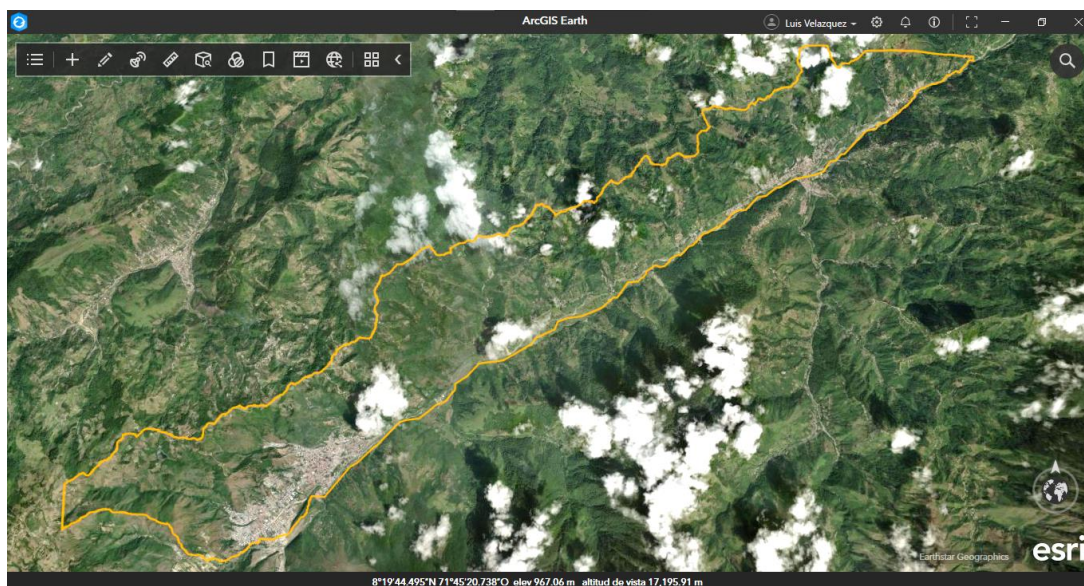 ArcGIS Earth
Luis Velazquez
Earthstar Geographics
esri
8°19'44.495"N 71°45'20.738"O elev 967.06 m altitud de vista 17,195.91 m